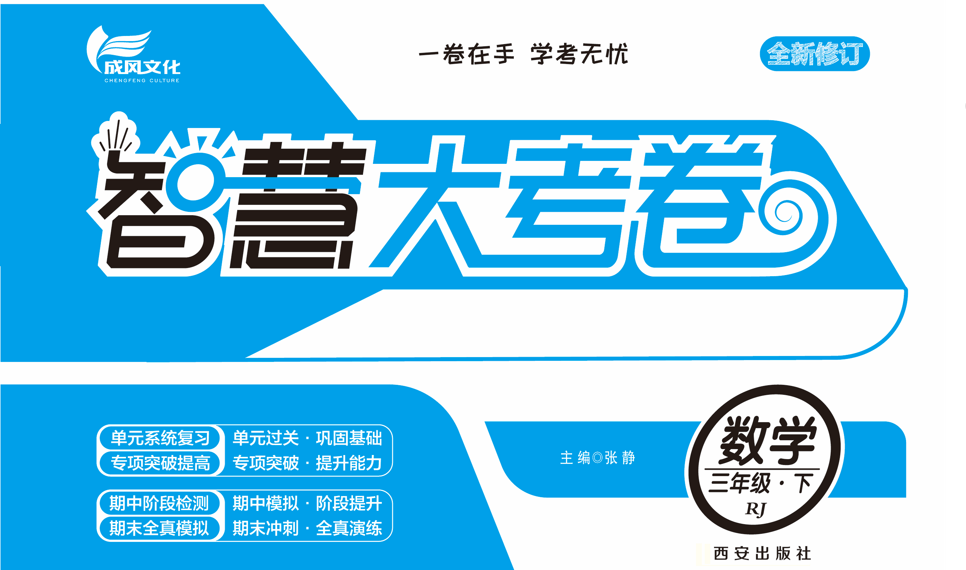 成风文化
CHENGFENG CULTURE
一卷在手 学考无忧
全新修订
智慧大考卷
单元系统复习 单元过关·巩固基础
专项突破提高 专项突破·提升能力
期中阶段检测 期中模拟·阶段提升
期末全真模拟 期末冲刺·全真演练
主编◎张静
数学
三年级·下
RJ
西安出版社